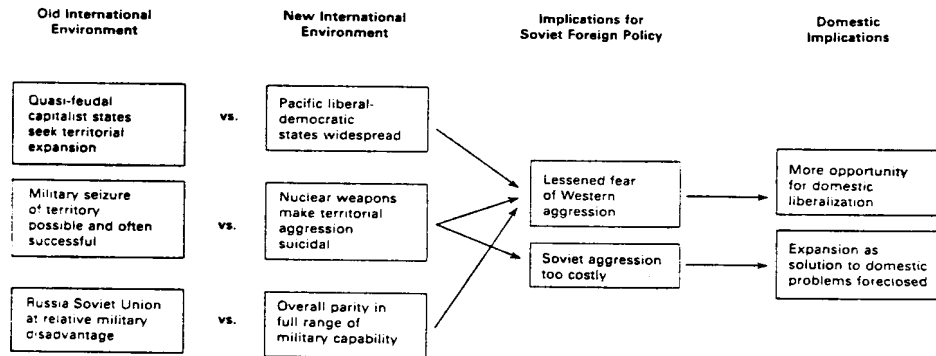 Old International
Environment
New International
Environment
Implications for
Soviet Foreign Policy
Domestic
Implications
Quasi-feudal
capitalist states
seek territorial
expansion
vs.
Pacific liberal-
democratic
states widespread
Military seizure
of territory
possible and often
successful
vs.
Nuclear weapons
make territorial
aggression
suicidal
Russia Soviet Union
at relative military
disadvantage
vs.
Overall parity in
full range of
military capability
Lessened fear
of Western
aggression
Soviet aggression
too costly
More opportunity
for domestic
liberalization
Expansion as
solution to domestic
problems foreclosed